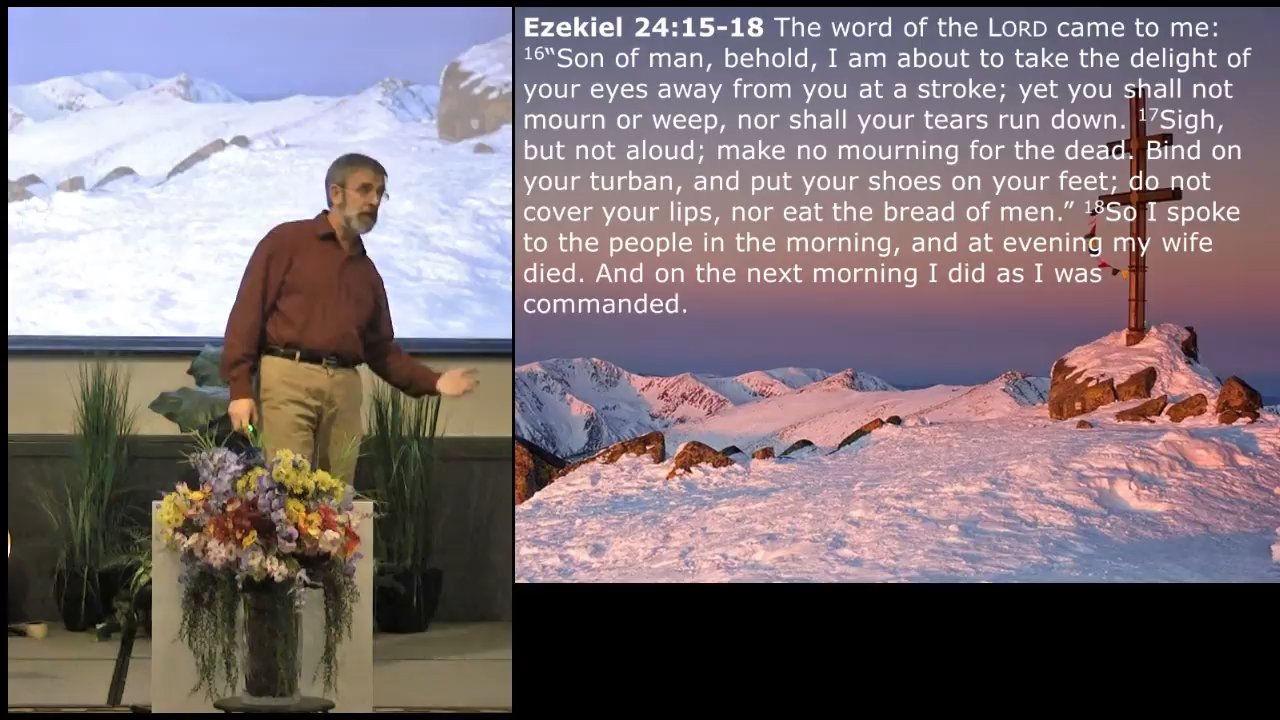 Ezekiel 24:15-18 The word of the LORD came to me:
16“Son of man, behold, I am about to take the delight of
your eyes away from you at a stroke; yet you shall not
mourn or weep, nor shall your tears run down. 17Sigh,
but not aloud; make no mourning for the dead. Bind on
your turban, and put your shoes on your feet; do not
cover your lips, nor eat the bread of men.” 18So I spoke
to the people in the morning, and at evening my wife
died. And on the next morning I did as I was
commanded.